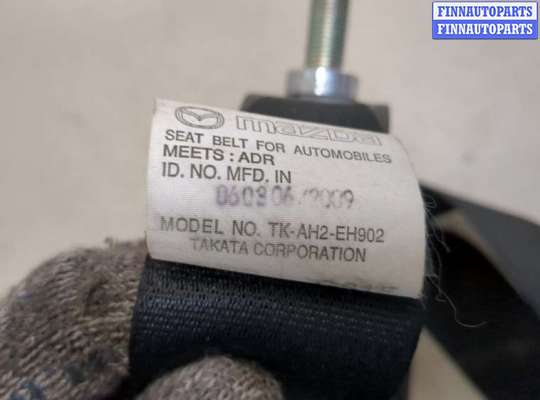 FINNAUTOPARTS
FINNAUTOPARTS
mazda
SEAT BELT FOR AUTOMOBILES
MEETS : ADR
ID. NO. MFD. IN
06/2009
MODEL NO. TK-AH2-EH902
TAKATA CORPORATION